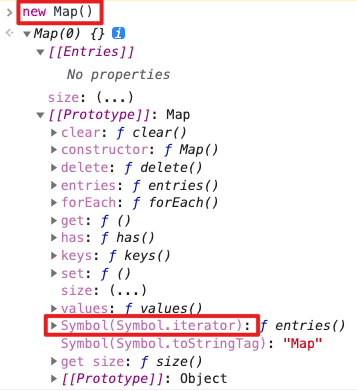 > new Map()
<· ▼ Map(0) {} i
▼ [[Entries]]
No properties
size: (...)
▼ [[Prototype]]: Map
▶ clear: ƒ clear()
▶ constructor: ƒ Map()
▶ delete: ƒ delete()
▶ entries: ƒ entries()
▶ forEach: ƒ forEach()
▶ get: ƒ ()
▶ has: ƒ has()
▶ keys: ƒ keys()
▶ set: ƒ ()
size: (...)
▶ values: ƒ values()
▶ Symbol(Symbol.iterator): ƒ entries()
Symbol(Symbol.toStringTag): "Map"
▶ get size: ƒ size()
▶ [[Prototype]]: Object